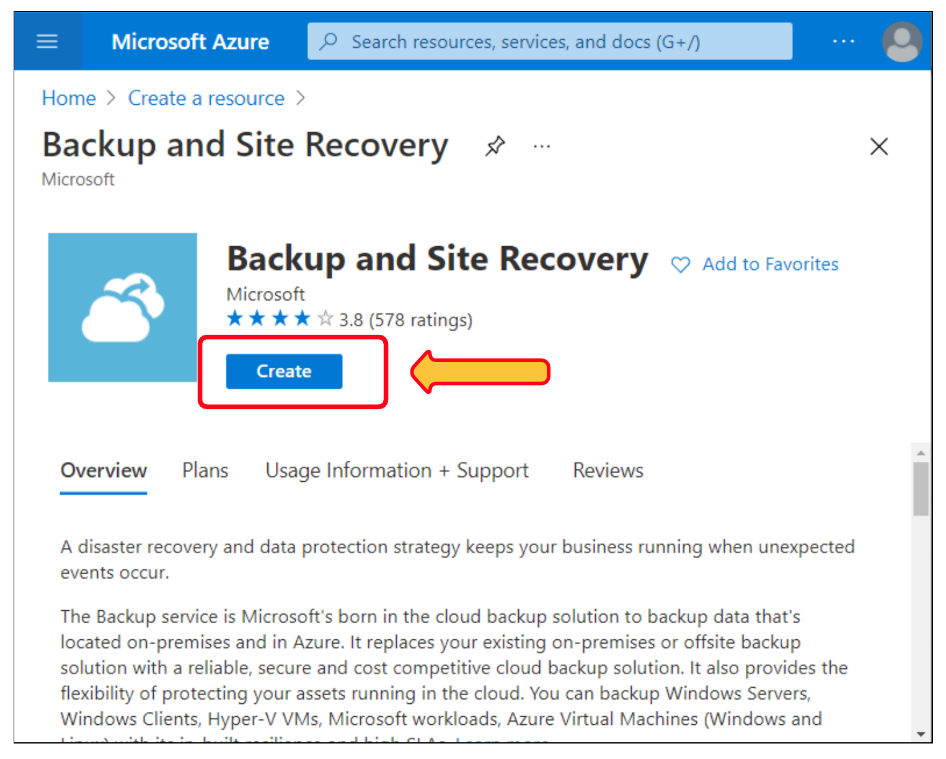 Microsoft Azure
Search resources, services, and docs (G+/)
...
Home > Create a resource >
Backup and Site Recovery
...
Microsoft
Backup and Site Recovery
Add to Favorites
Microsoft
3.8 (578 ratings)
Create
Overview
Plans
Usage Information + Support
Reviews
A disaster recovery and data protection strategy keeps your business running when unexpected
events occur.
The Backup service is Microsoft's born in the cloud backup solution to backup data that's
located on-premises and in Azure. It replaces your existing on-premises or offsite backup
solution with a reliable, secure and cost competitive cloud backup solution. It also provides the
flexibility of protecting your assets running in the cloud. You can backup Windows Servers,
Windows Clients, Hyper-V VMs, Microsoft workloads, Azure Virtual Machines (Windows and